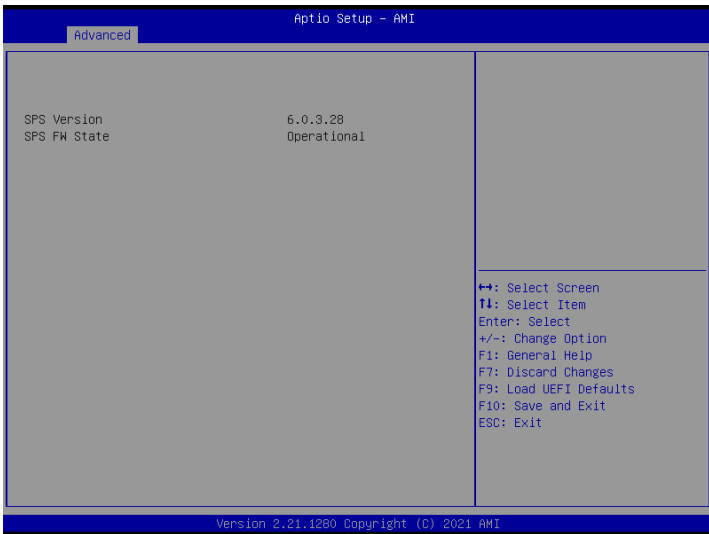 Aptio Setup – AMI
Advanced
SPS Version 6.0.3.28
SPS FW State Operational
↔: Select Screen
↑↓: Select Item
Enter: Select
+/-: Change Option
F1: General Help
F7: Discard Changes
F9: Load UEFI Defaults
F10: Save and Exit
ESC: Exit
Version 2.21.1280 Copyright (C) 2021 AMI